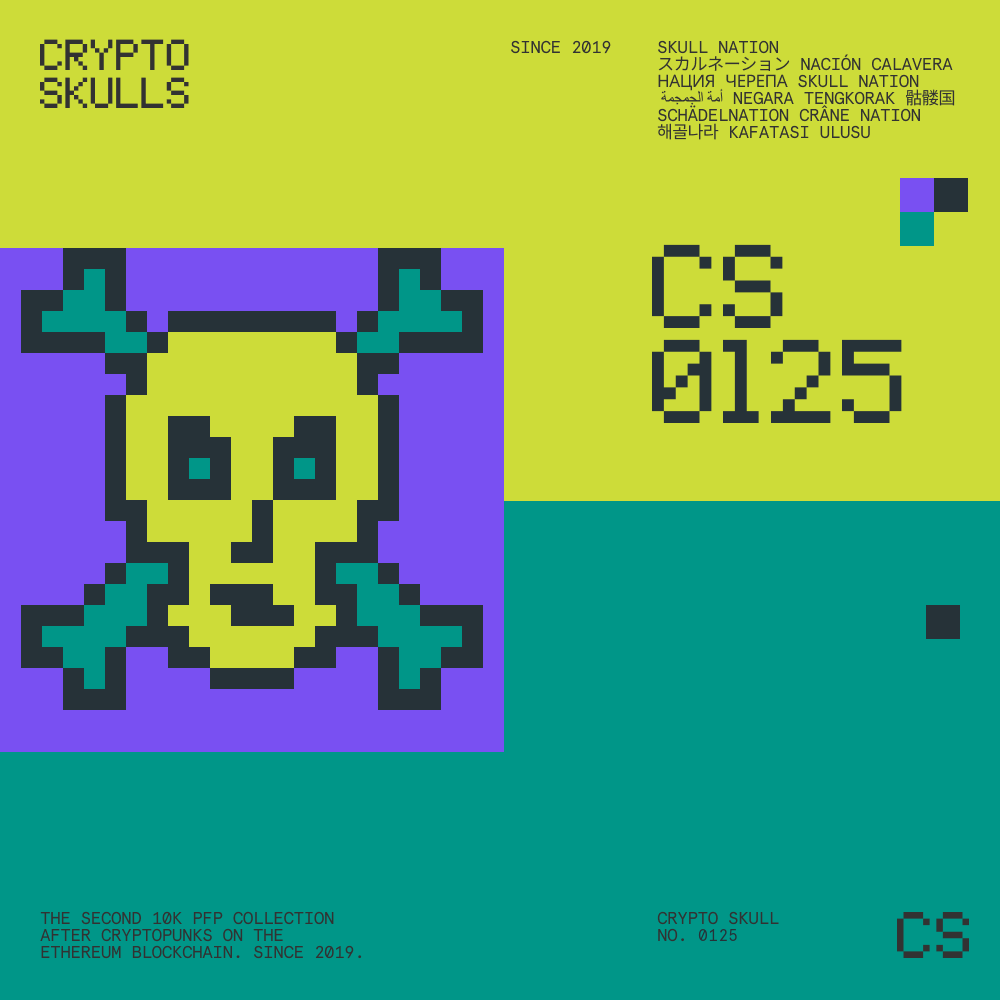 CRYPTO
SKULLS
SINCE 2019
SKULL NATION
スカルネーション NACIÓN CALAVERA
НАЦИЯ ЧЕРЕПА SKULL NATION
أمة الجمجمة NEGARA TENGKORAK 骷髅国
SCHÄDELNATION CRÂNE NATION
해골나라 KAFATASI ULUSU
CS
0125
THE SECOND 10K PFP COLLECTION
AFTER CRYPTOPUNKS ON THE
ETHEREUM BLOCKCHAIN. SINCE 2019.
CRYPTO SKULL
NO. 0125
CS